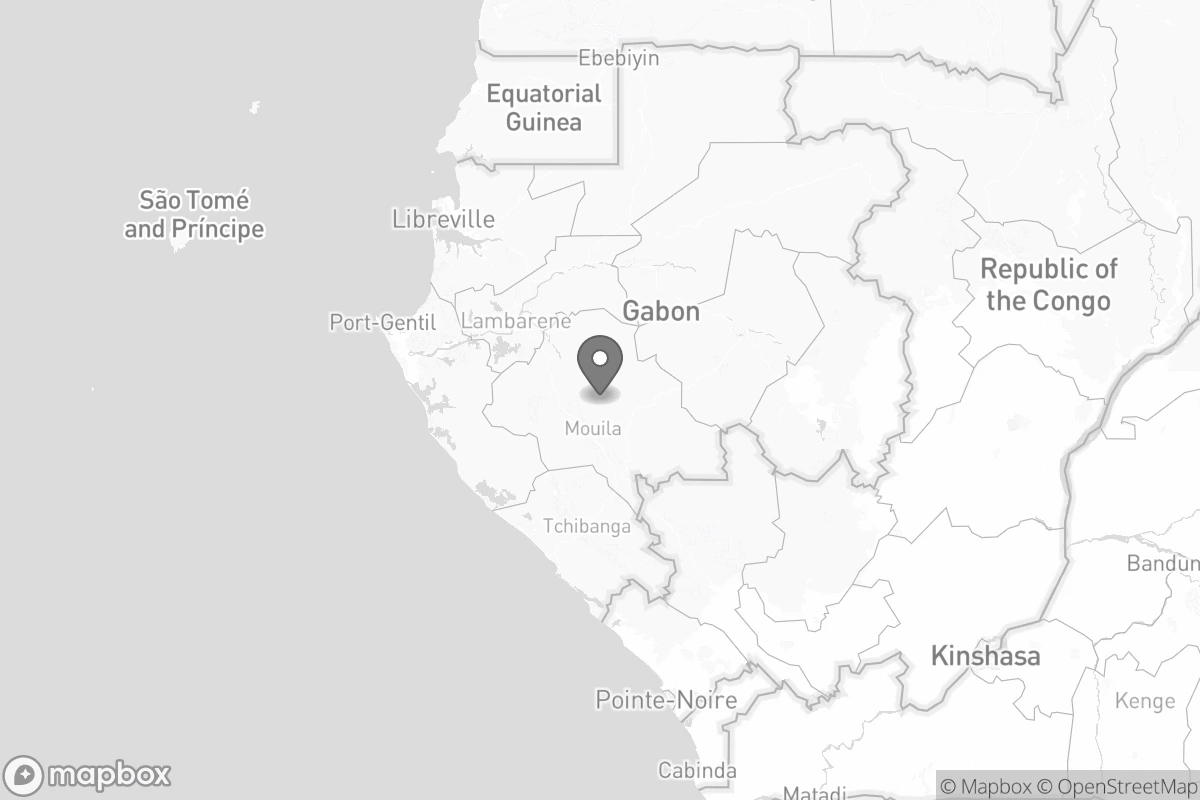 Ebebiyin
Equatorial
Guinea
São Tomé
and Príncipe
Libreville
Republic of
the Congo
Gabon
Port-Gentil
Lambarene
Mouila
Tchibanga
Bandun
Kinshasa
Pointe-Noire
Kenge
Cabinda
Matadi
mapbox
© Mapbox © OpenStreetMap